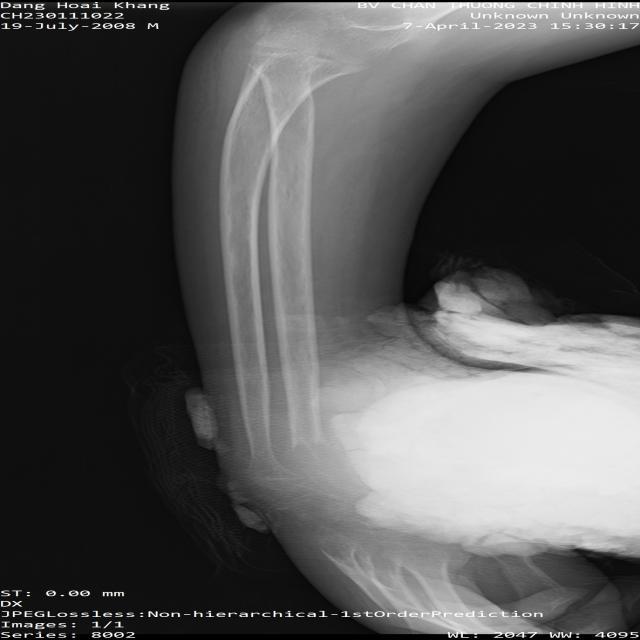 Dang Hoai Khang
CH230111022
19-July-2008 M
BV CHAN THUONG CHINH HINH
Unknown Unknown
7-April-2023 15:30:17
ST: 0.00 mm
DX
JPEGLossless:Non-hierarchical-1stOrderPrediction
Images: 1/1
Series: 8002
WL: 2047 WW: 4095